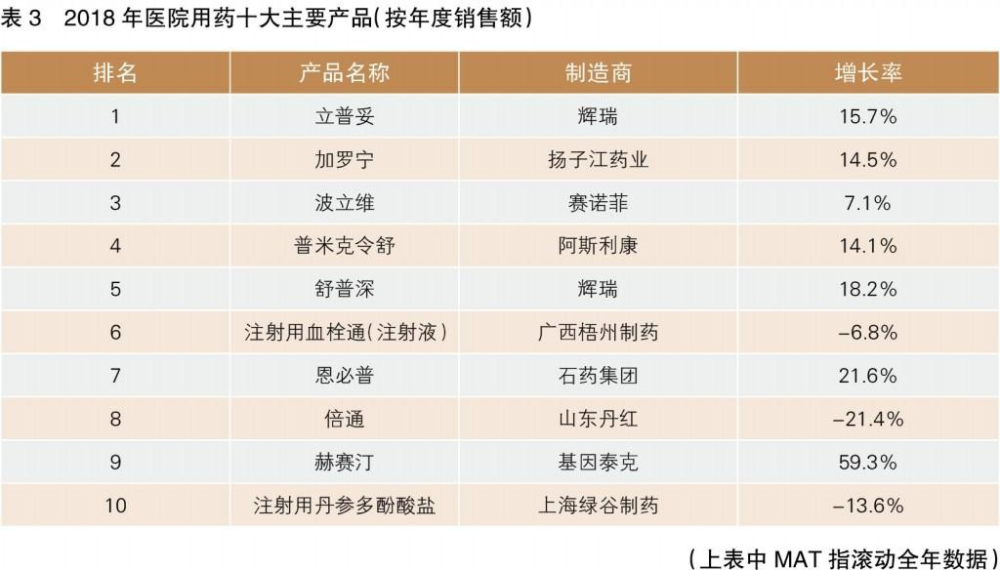 表 3 2018 年医院用药十大主要产品(按年度销售额)
排名 产品名称 制造商 增长率
1 立普妥 辉瑞 15.7%
2 加罗宁 扬子江药业 14.5%
3 波立维 赛诺菲 7.1%
4 普米克令舒 阿斯利康 14.1%
5 舒普深 辉瑞 18.2%
6 注射用血栓通(注射液) 广西梧州制药 -6.8%
7 恩必普 石药集团 21.6%
8 倍通 山东丹红 -21.4%
9 赫赛汀 基因泰克 59.3%
10 注射用丹参多酚酸盐 上海绿谷制药 -13.6%
(上表中 MAT 指滚动全年数据)